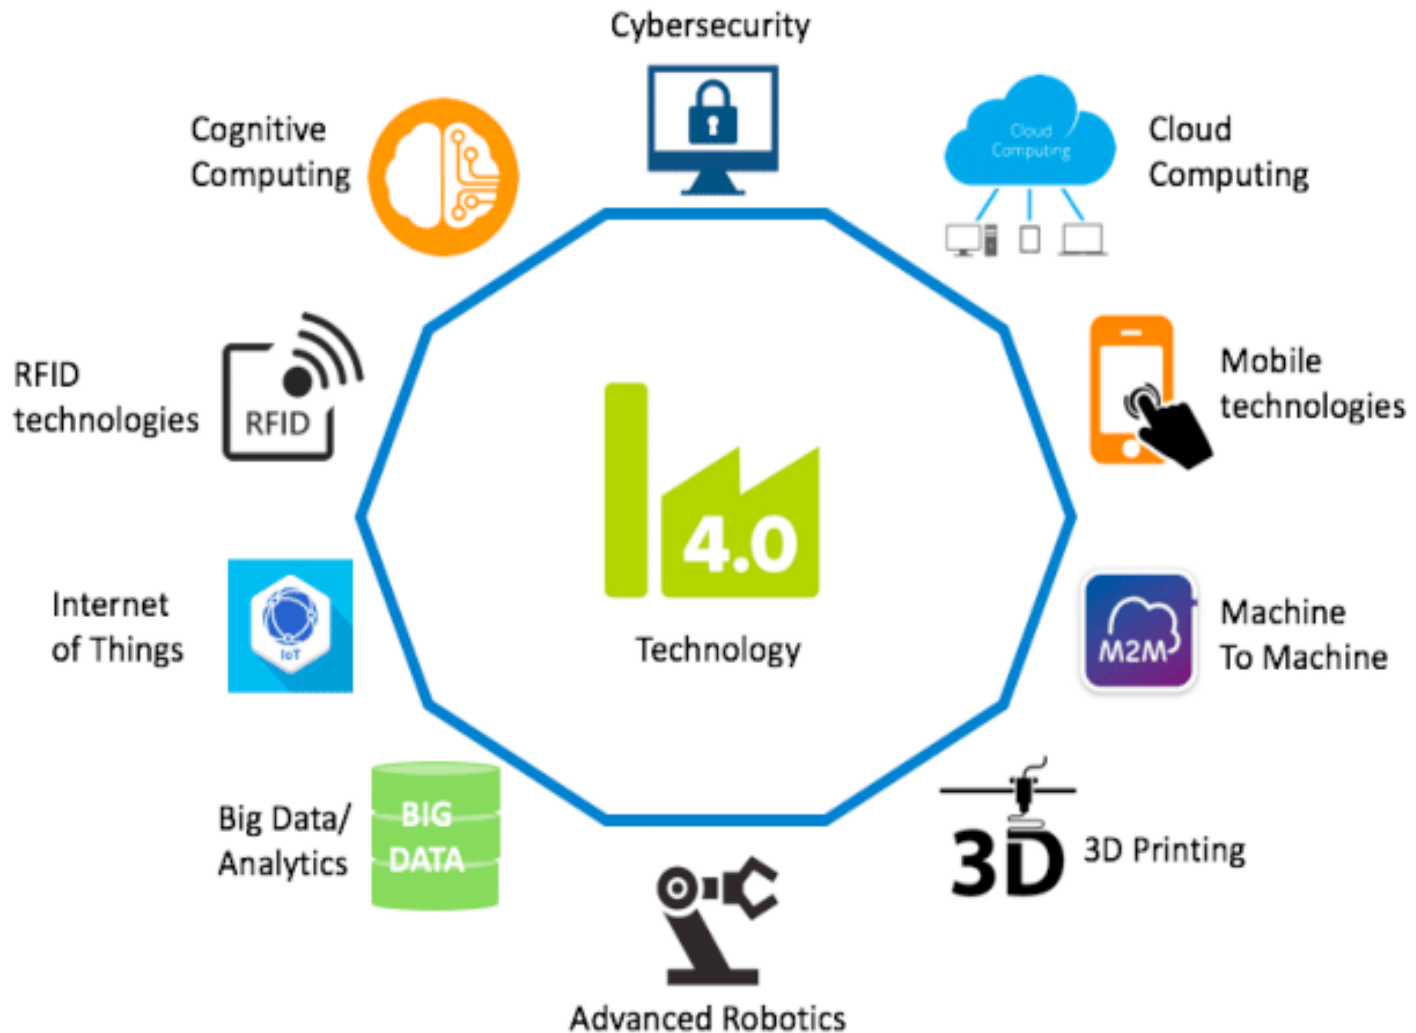 Cybersecurity
Cognitive
Computing
Cloud
Computing
Cloud
Computing
RFID
technologies
RFID
Mobile
technologies
4.0
Technology
Internet
of Things
IoT
M2M
Machine
To Machine
Big Data/
Analytics
BIG
DATA
3D
3D Printing
Advanced Robotics